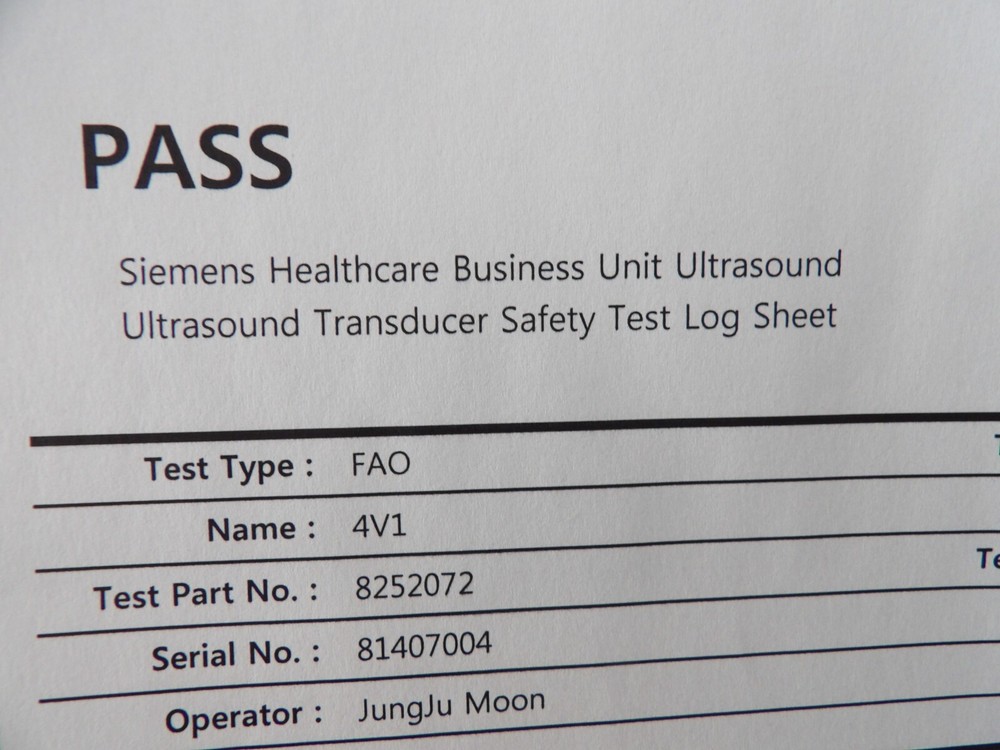 PASS
Siemens Healthcare Business Unit Ultrasound
Ultrasound Transducer Safety Test Log Sheet
Test Type : FAO
Name : 4V1
Test Part No. : 8252072
Serial No. : 81407004
Operator : JungJu Moon